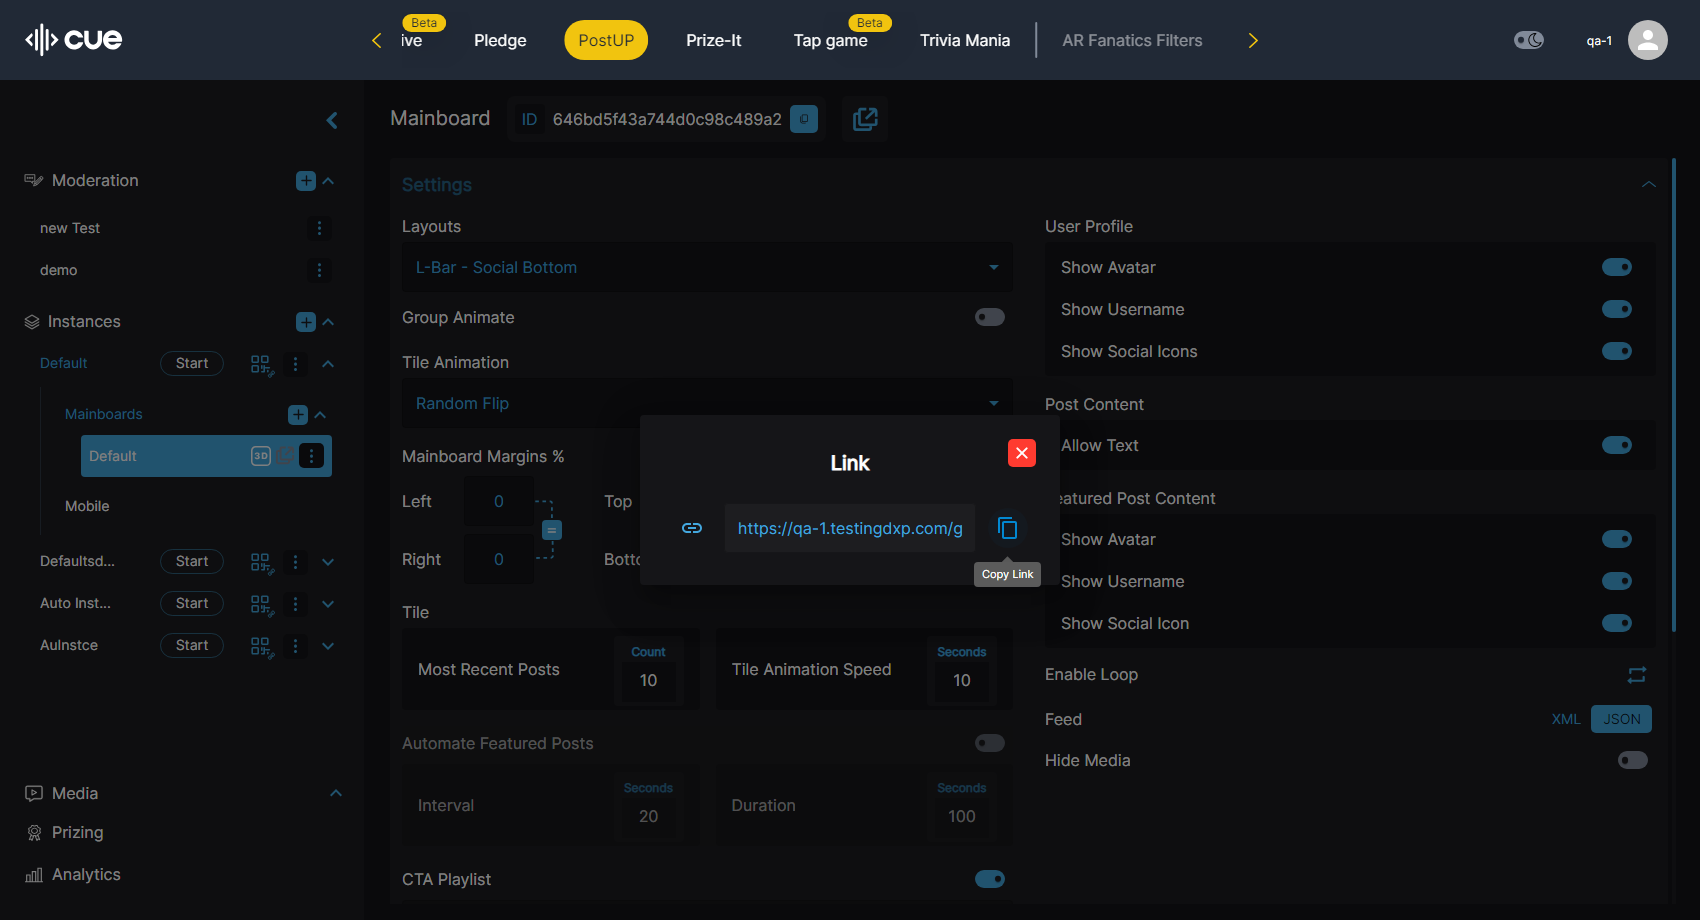 cue
ive
Beta
Pledge
PostUP
Prize-It
Tap game
Beta
Trivia Mania
AR Fanatics Filters
qa-1
Mainboard
ID
646bd5f43a744d0c98c489a2
Moderation
new Test
demo
Instances
Default
Start
Mainboards
Default
3D
Mobile
Defaultsd...
Start
Auto Inst...
Start
AuInstce
Start
Media
Prizing
Analytics
Settings
Layouts
L-Bar - Social Bottom
Group Animate
Tile Animation
Random Flip
Mainboard Margins %
Left
0
Top
=
Right
0
Botto
Tile
Most Recent Posts
Count
10
Tile Animation Speed
Seconds
10
Automate Featured Posts
Interval
Seconds
20
Duration
Seconds
100
CTA Playlist
User Profile
Show Avatar
Show Username
Show Social Icons
Post Content
Allow Text
eatured Post Content
Show Avatar
Show Username
Show Social Icon
Enable Loop
Feed
XML
JSON
Hide Media
Link
https://qa-1.testingdxp.com/g
Copy Link